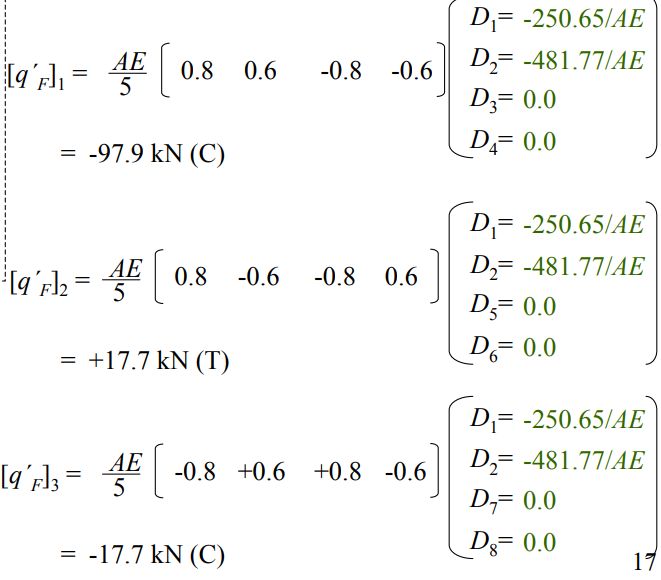 [q´F]1 = AE/5 [ 0.8 0.6 -0.8 -0.6 ]
D1= -250.65/AE
D2= -481.77/AE
D3= 0.0
D4= 0.0
= -97.9 kN (C)
[q´F]2 = AE/5 [ 0.8 -0.6 -0.8 0.6 ]
D1= -250.65/AE
D2= -481.77/AE
D5= 0.0
D6= 0.0
= +17.7 kN (T)
[q´F]3 = AE/5 [ -0.8 +0.6 +0.8 -0.6 ]
D1= -250.65/AE
D2= -481.77/AE
D7= 0.0
D8= 0.0
= -17.7 kN (C)
17